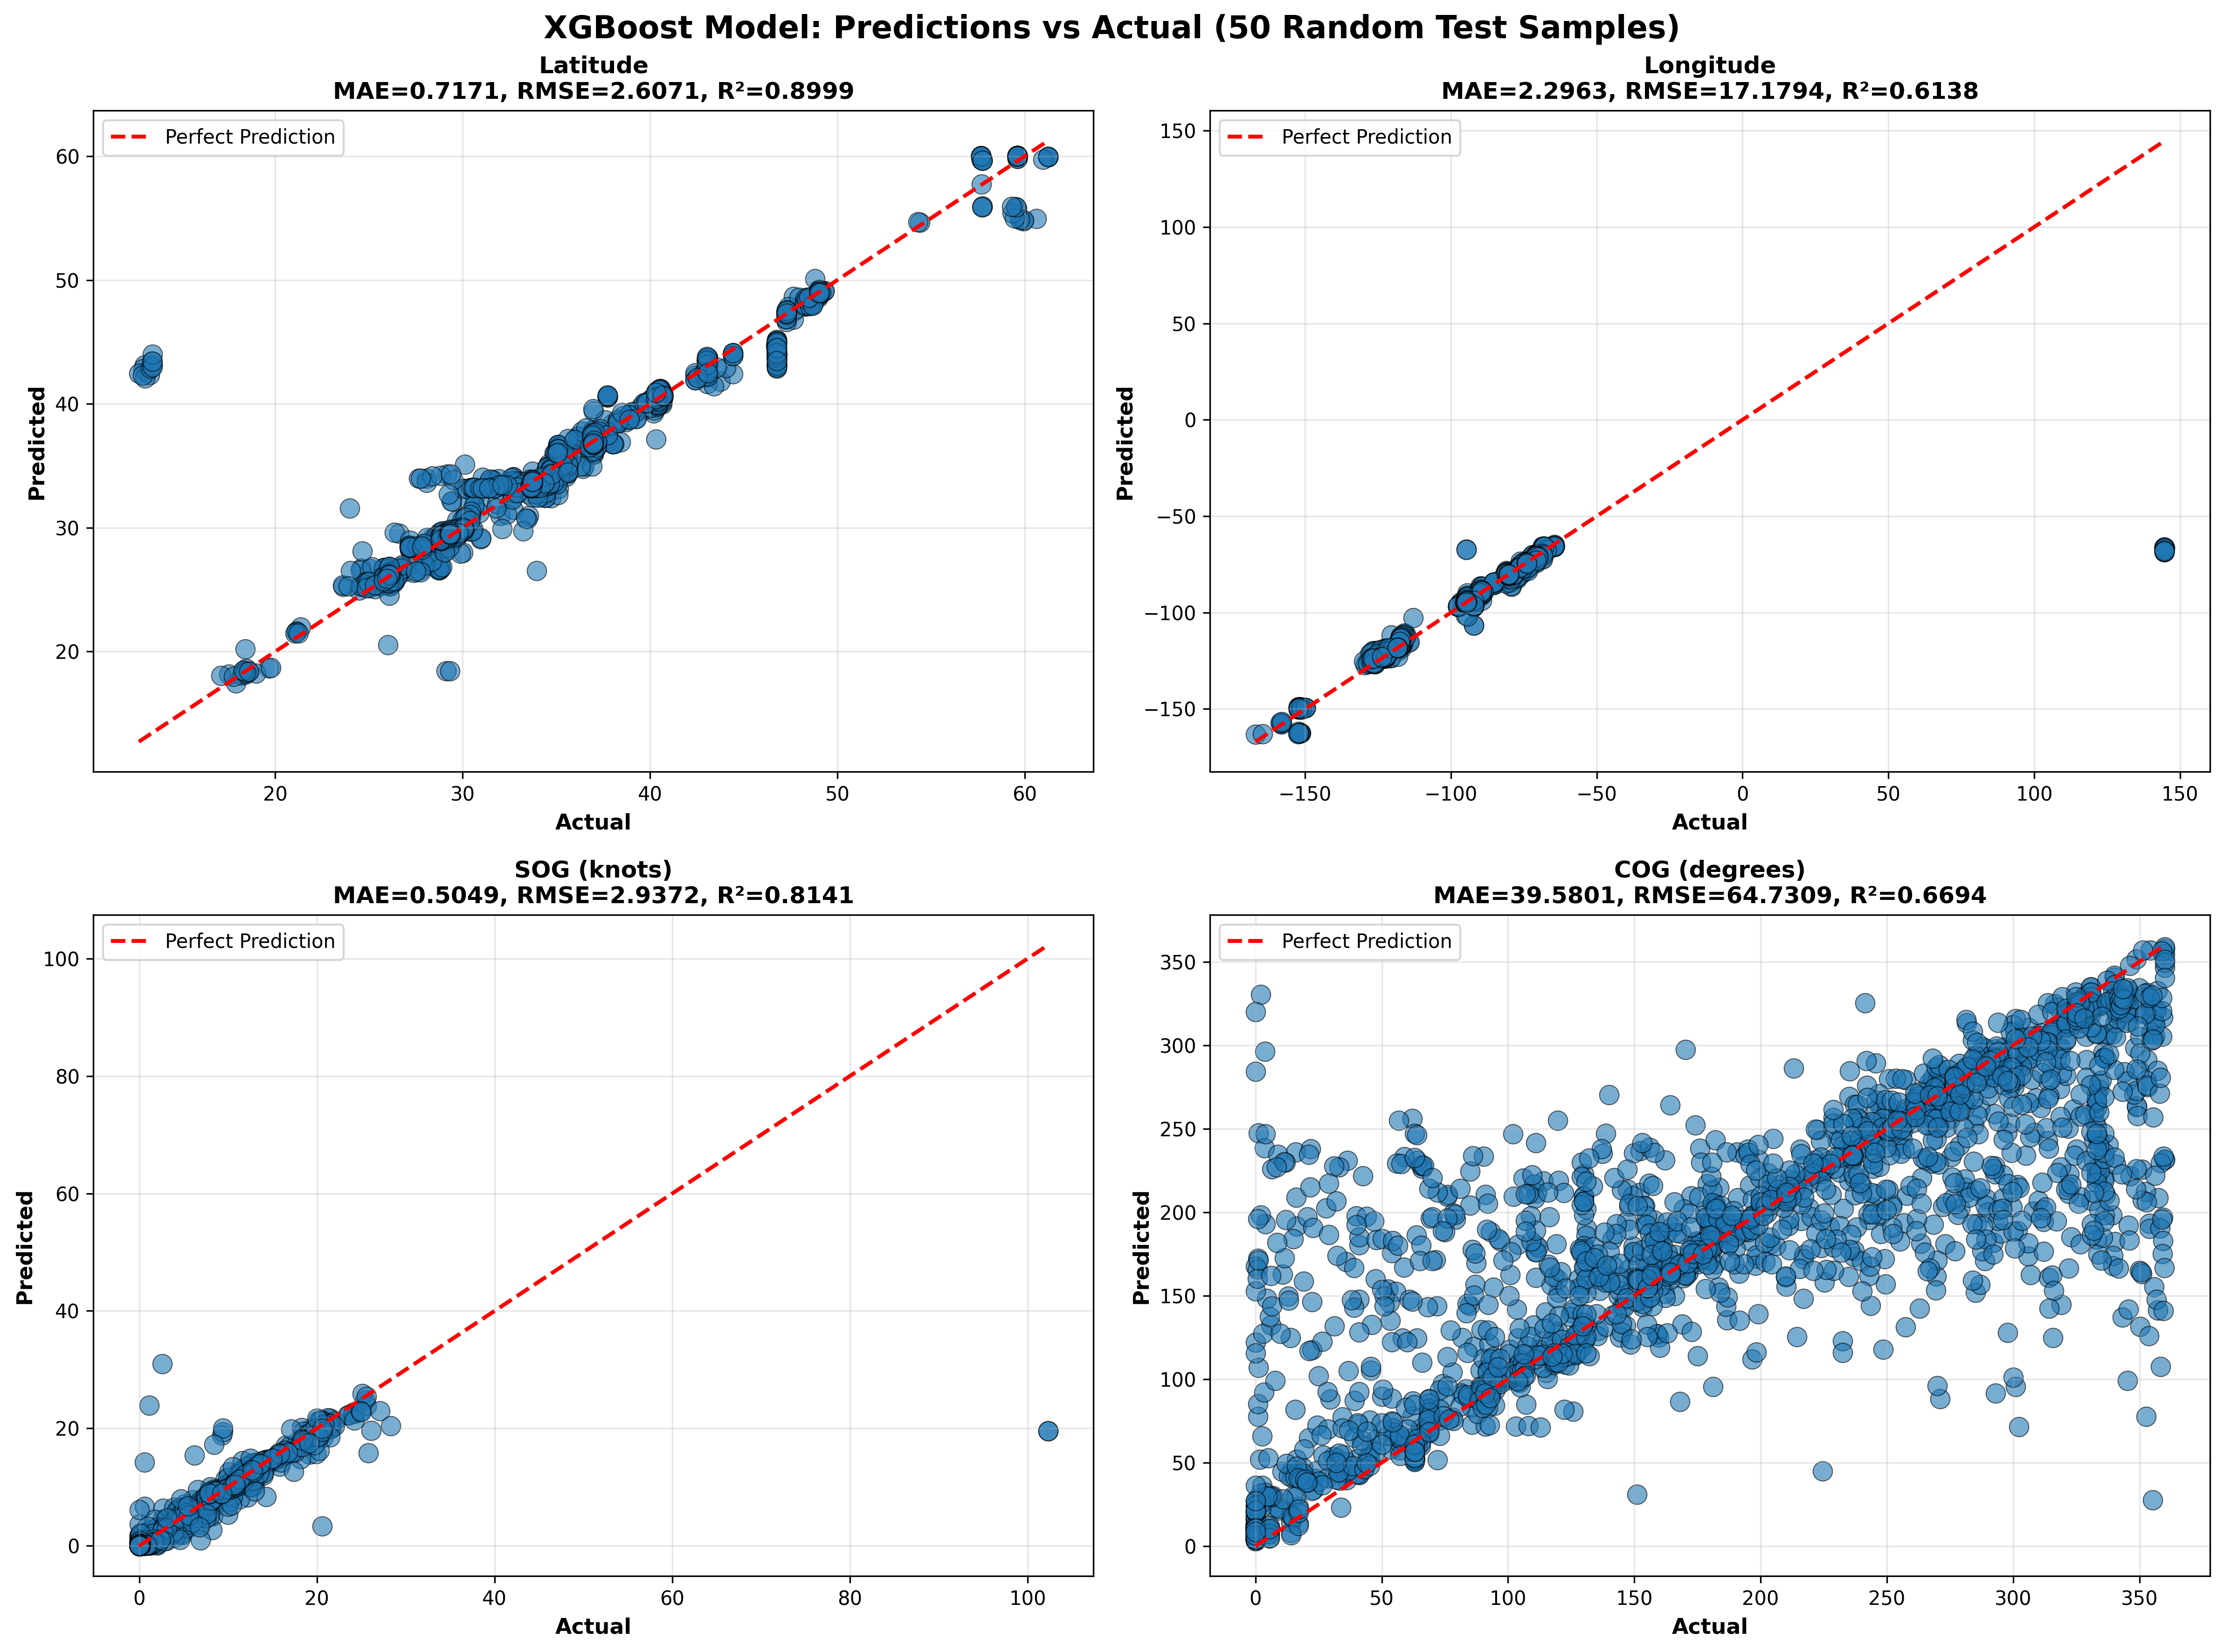 XGBoost Model: Predictions vs Actual (50 Random Test Samples)
Latitude
MAE=0.7171, RMSE=2.6071, R²=0.8999
Perfect Prediction
60
50
40
30
20
Predicted
20 30 40 50 60
Actual
Longitude
MAE=2.2963, RMSE=17.1794, R²=0.6138
Perfect Prediction
150
100
50
0
−50
−100
−150
Predicted
−150 −100 −50 0 50 100 150
Actual
SOG (knots)
MAE=0.5049, RMSE=2.9372, R²=0.8141
Perfect Prediction
100
80
60
40
20
0
Predicted
0 20 40 60 80 100
Actual
COG (degrees)
MAE=39.5801, RMSE=64.7309, R²=0.6694
Perfect Prediction
350
300
250
200
150
100
50
0
Predicted
0 50 100 150 200 250 300 350
Actual